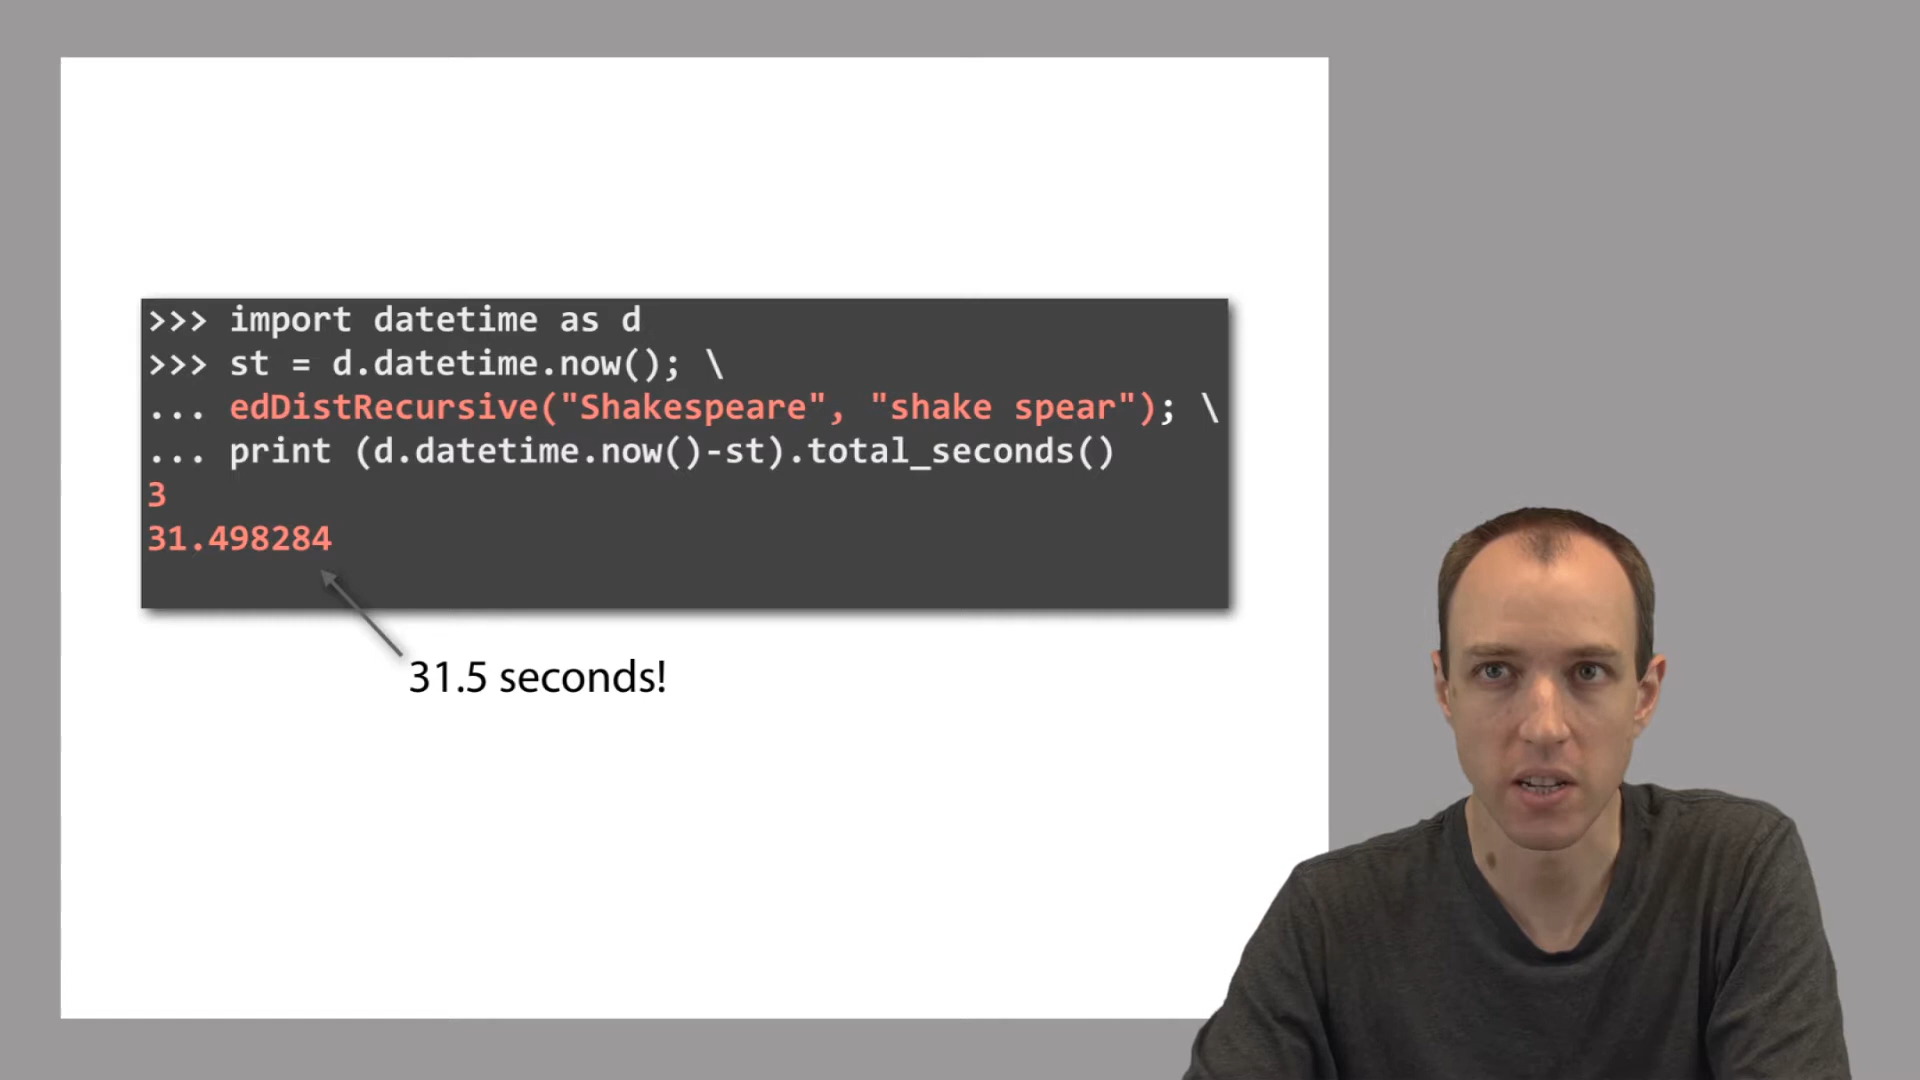 >>> import datetime as d
>>> st = d.datetime.now(); \
... edDistRecursive("Shakespeare", "shake spear"); \
... print (d.datetime.now()-st).total_seconds()
3
31.498284
31.5 seconds!